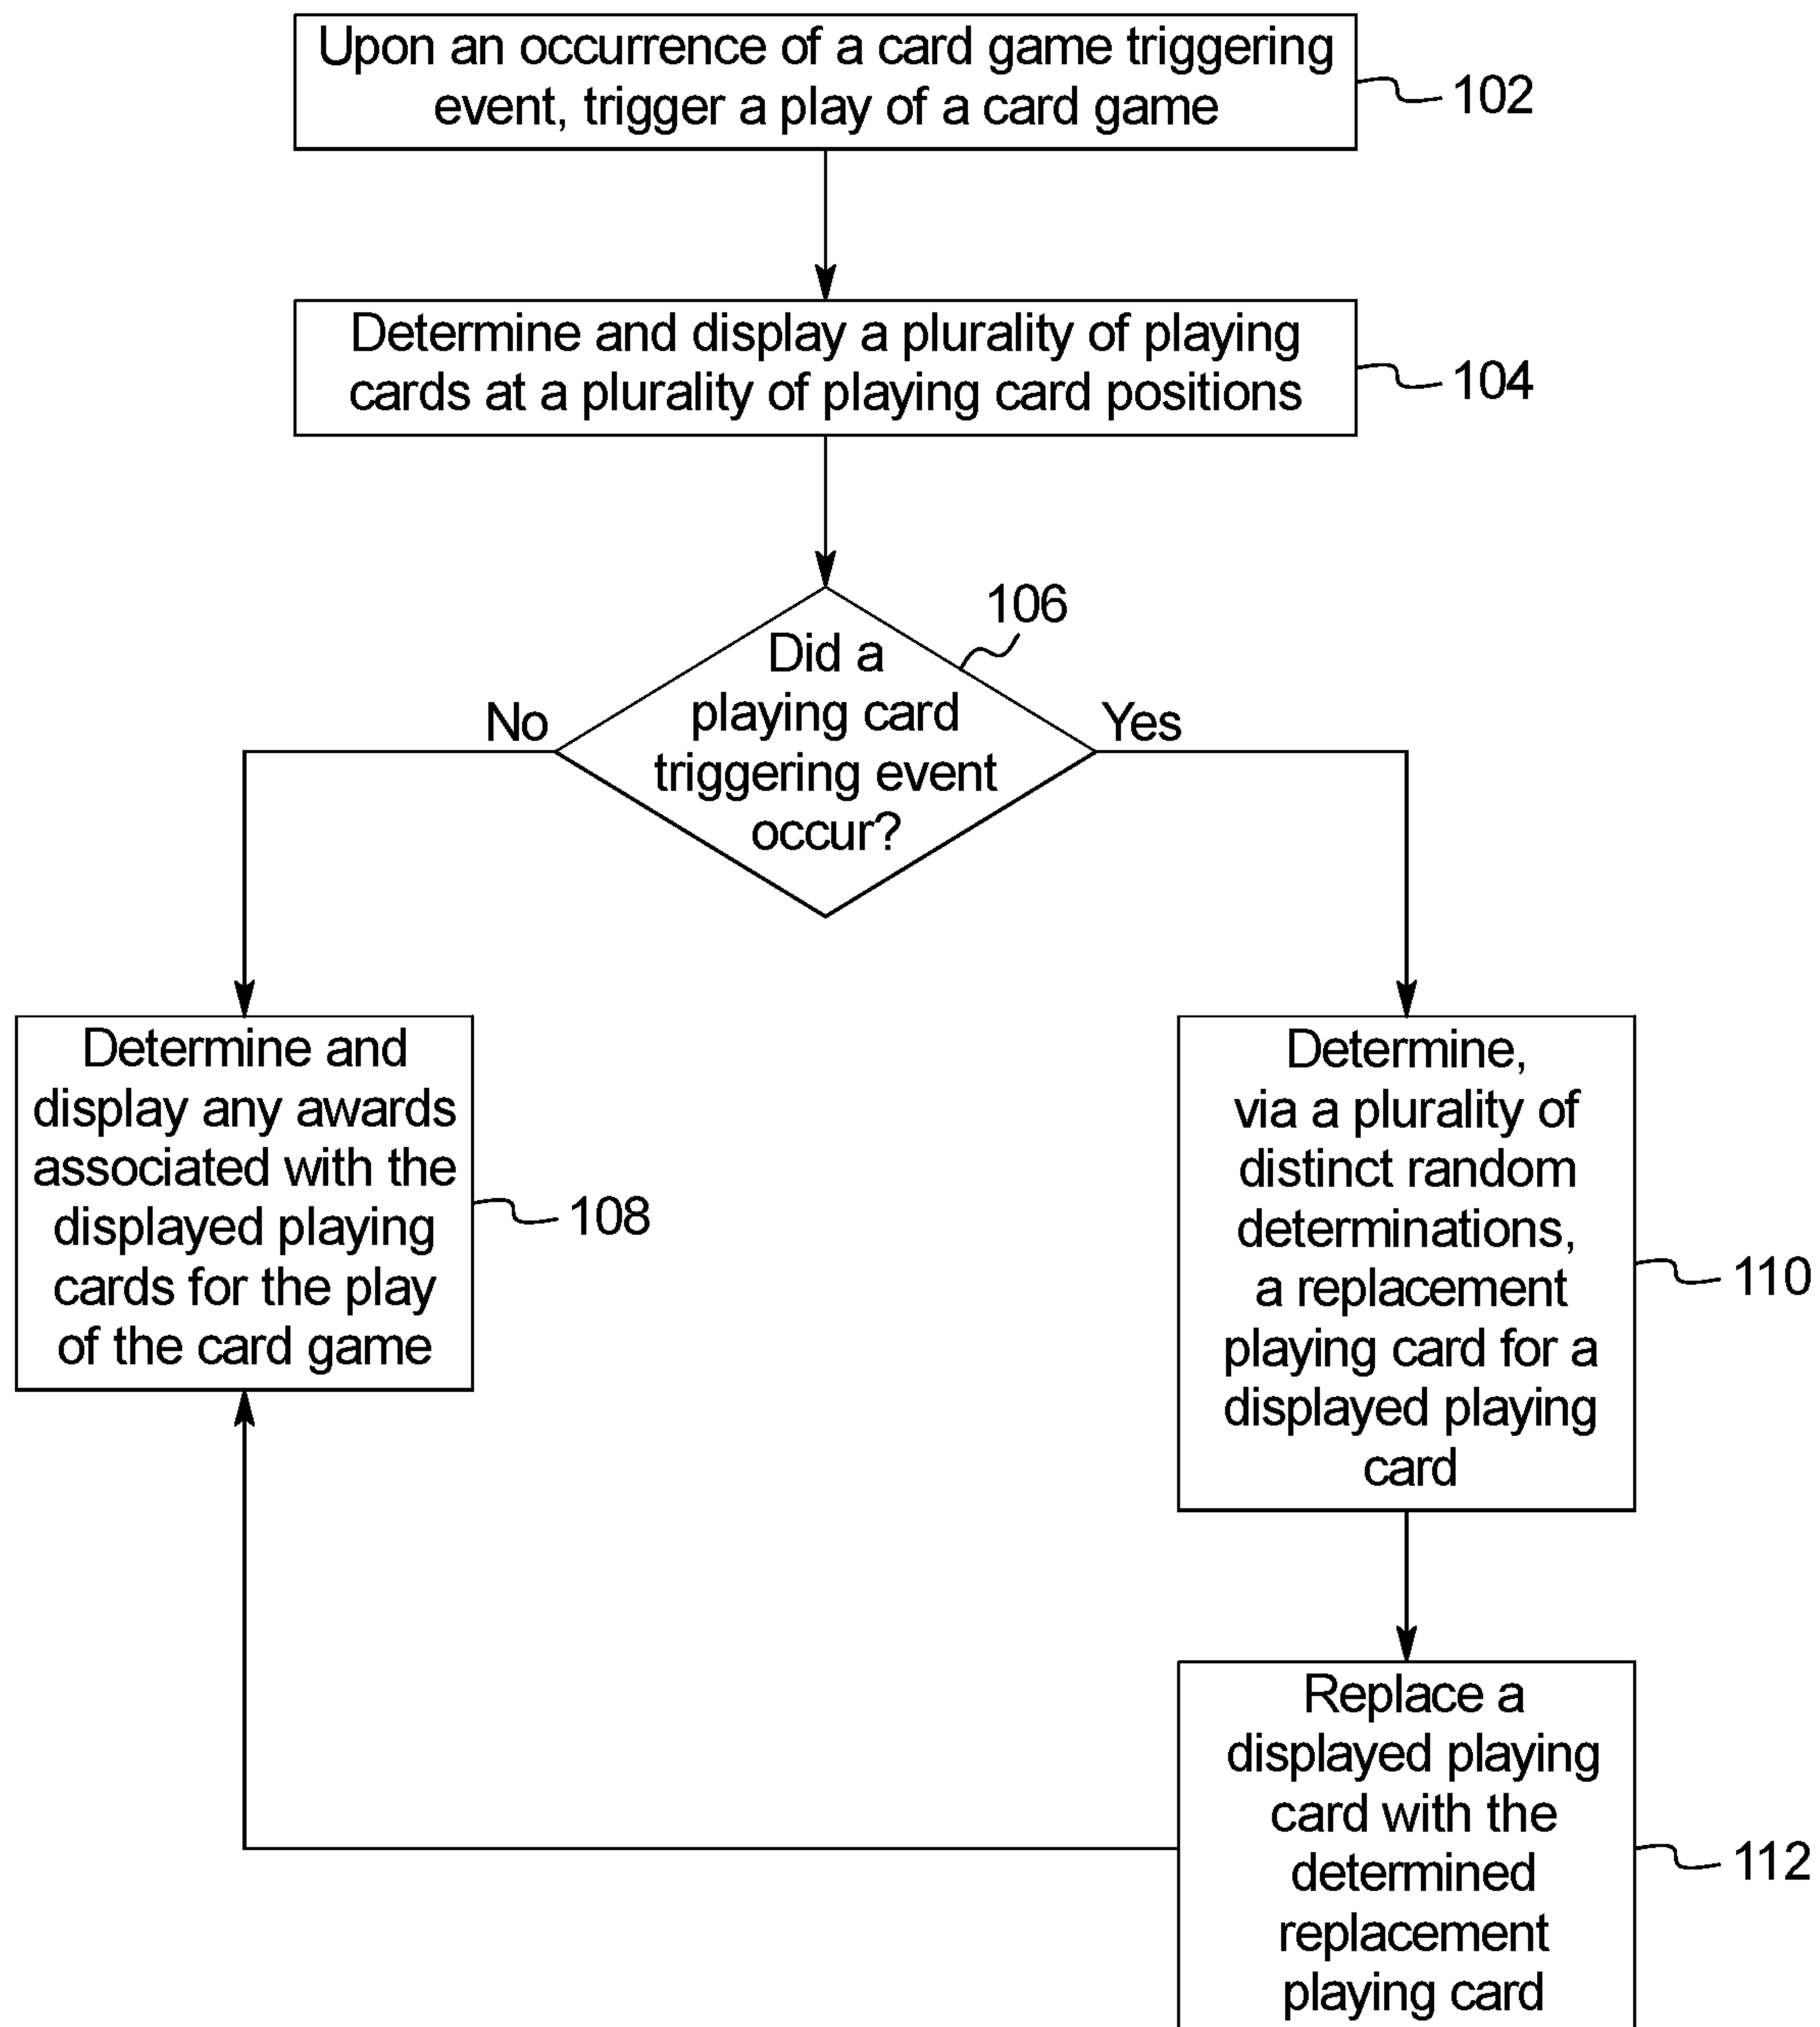 Upon an occurrence of a card game triggering
event, trigger a play of a card game
102
Determine and display a plurality of playing
cards at a plurality of playing card positions
104
106
Did a
playing card
triggering event
occur?
No
Yes
Determine and
display any awards
associated with the
displayed playing
cards for the play
of the card game
108
Determine,
via a plurality of
distinct random
determinations,
a replacement
playing card for a
displayed playing
card
110
Replace a
displayed playing
card with the
determined
replacement
playing card
112